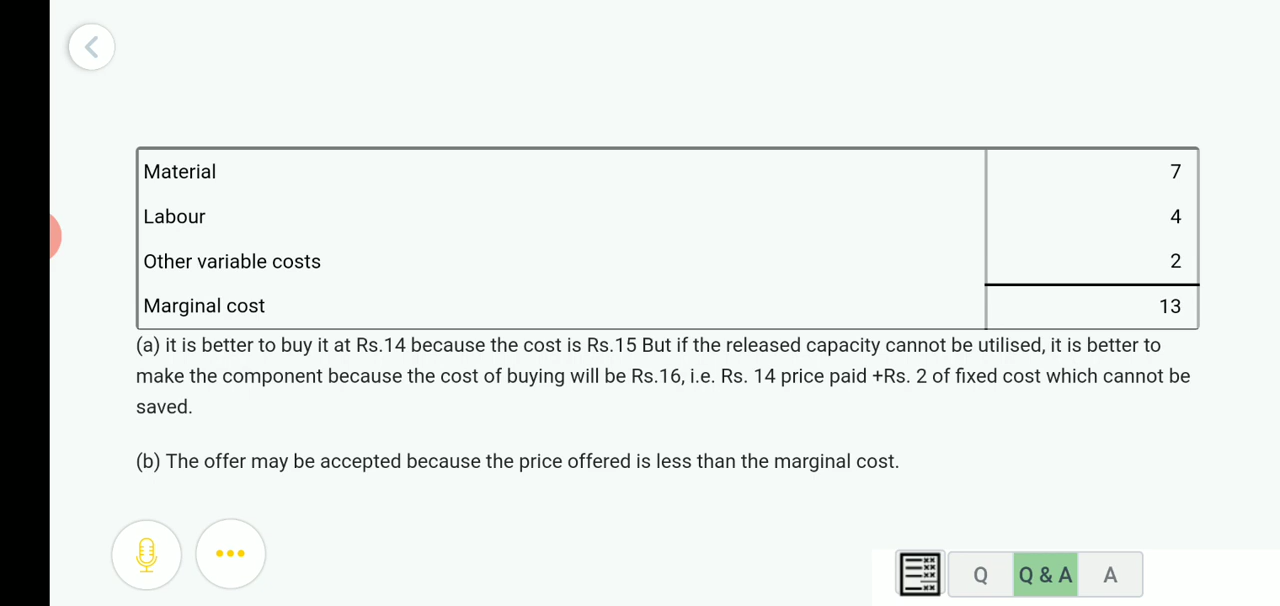 Material 7
Labour 4
Other variable costs 2
Marginal cost 13
(a) it is better to buy it at Rs.14 because the cost is Rs.15 But if the released capacity cannot be utilised, it is better to
make the component because the cost of buying will be Rs.16, i.e. Rs. 14 price paid +Rs. 2 of fixed cost which cannot be
saved.
(b) The offer may be accepted because the price offered is less than the marginal cost.
Q Q & A A